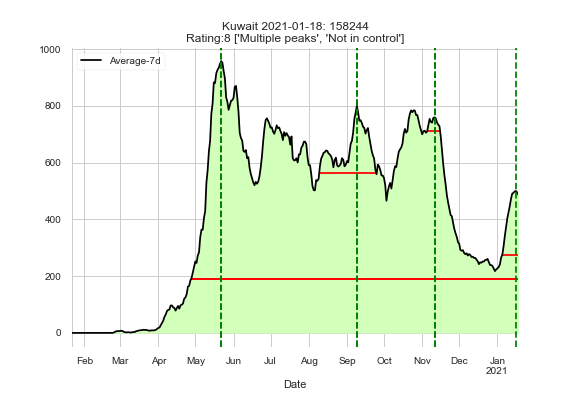 Kuwait 2021-01-18: 158244
Rating:8 ['Multiple peaks', 'Not in control']
1000
Average-7d
800
600
400
200
0
Feb Mar Apr May Jun Jul Aug Sep Oct Nov Dec Jan
2021
Date